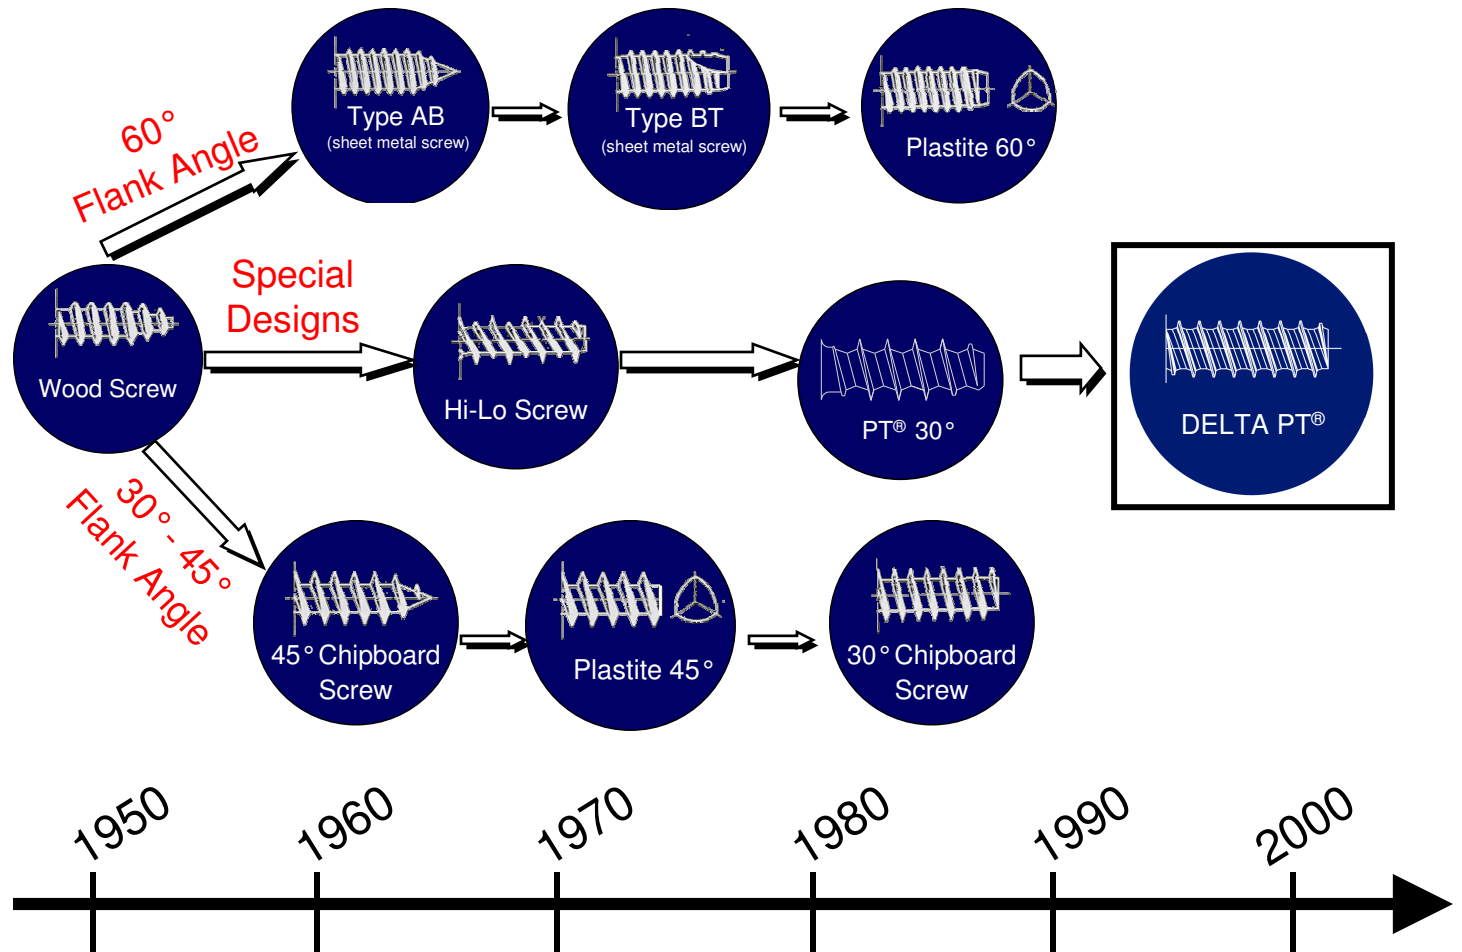 60°
Flank Angle
Type AB
(sheet metal screw)
Type BT
(sheet metal screw)
Plastite 60°
Wood Screw
Special
Designs
Hi-Lo Screw
PT® 30°
DELTA PT®
30°- 45°
Flank Angle
45° Chipboard
Screw
Plastite 45°
30° Chipboard
Screw
1950
1960
1970
1980
1990
2000